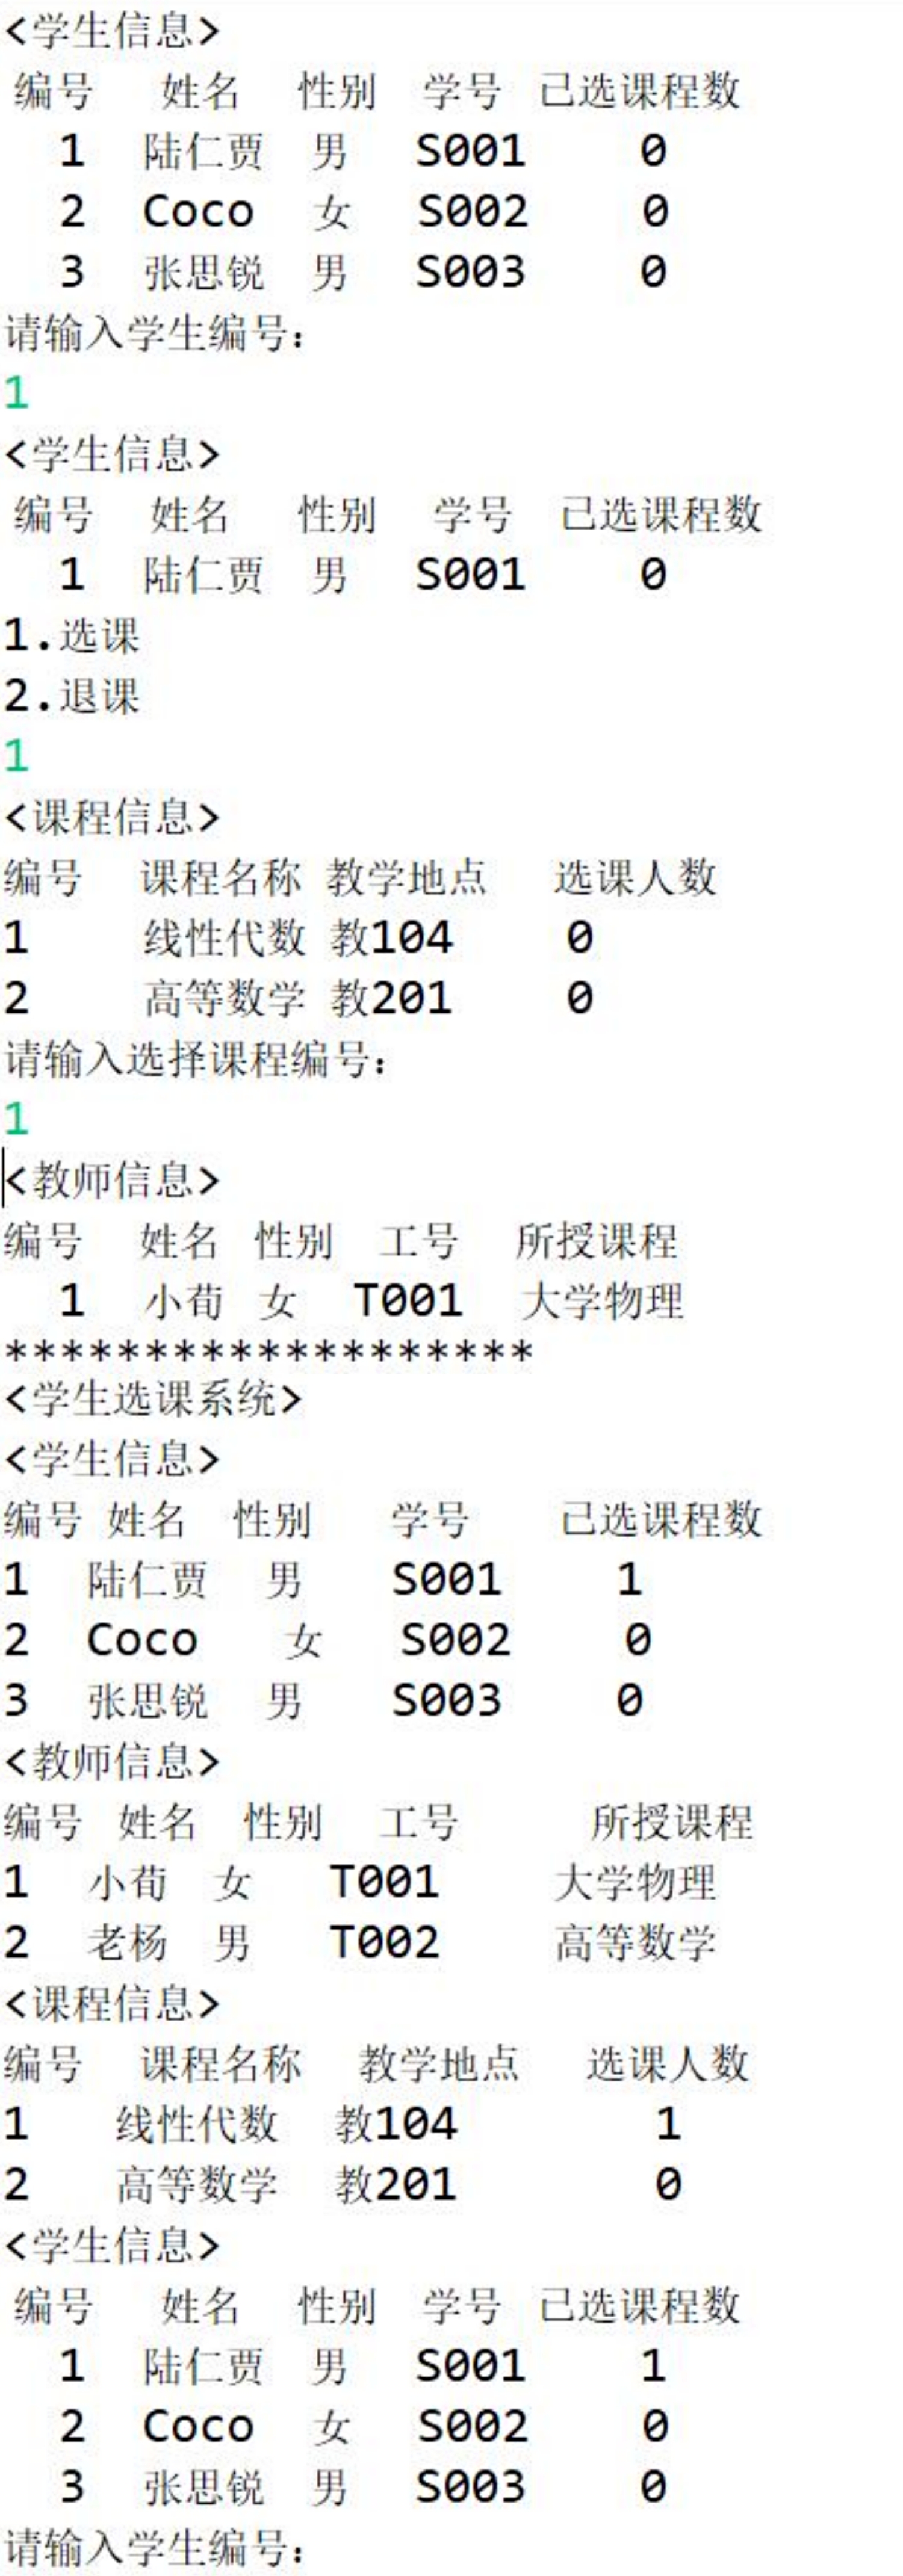 <学生信息>
编号 姓名 性别 学号 已选课程数
1 陆仁贾 男 S001 0
2 Coco 女 S002 0
3 张思锐 男 S003 0
请输入学生编号：
1
<学生信息>
编号 姓名 性别 学号 已选课程数
1 陆仁贾 男 S001 0
1.选课
2.退课
1
<课程信息>
编号 课程名称 教学地点 选课人数
1 线性代数 教104 0
2 高等数学 教201 0
请输入选择课程编号：
1
<教师信息>
编号 姓名 性别 工号 所授课程
1 小荀 女 T001 大学物理
*******************
<学生选课系统>
<学生信息>
编号 姓名 性别 学号 已选课程数
1 陆仁贾 男 S001 1
2 Coco 女 S002 0
3 张思锐 男 S003 0
<教师信息>
编号 姓名 性别 工号 所授课程
1 小荀 女 T001 大学物理
2 老杨 男 T002 高等数学
<课程信息>
编号 课程名称 教学地点 选课人数
1 线性代数 教104 1
2 高等数学 教201 0
<学生信息>
编号 姓名 性别 学号 已选课程数
1 陆仁贾 男 S001 1
2 Coco 女 S002 0
3 张思锐 男 S003 0
请输入学生编号：